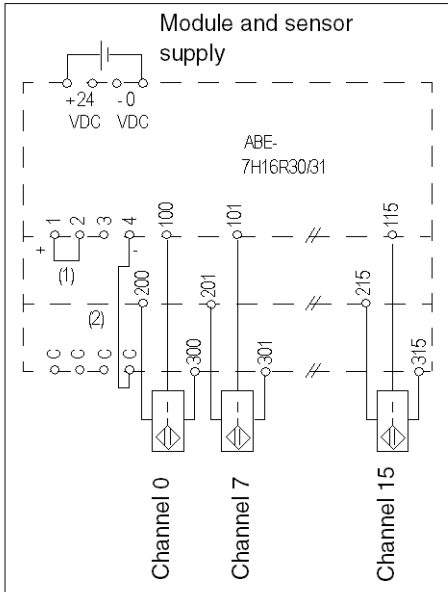 Module and sensor
supply
+24 -0
VDC VDC
ABE-
7H16R30/31
1 2 3 4 100 101 115
+ -
(1)
200 201 215
(2)
C C C C 300 301 315
Channel 0 Channel 7 Channel 15